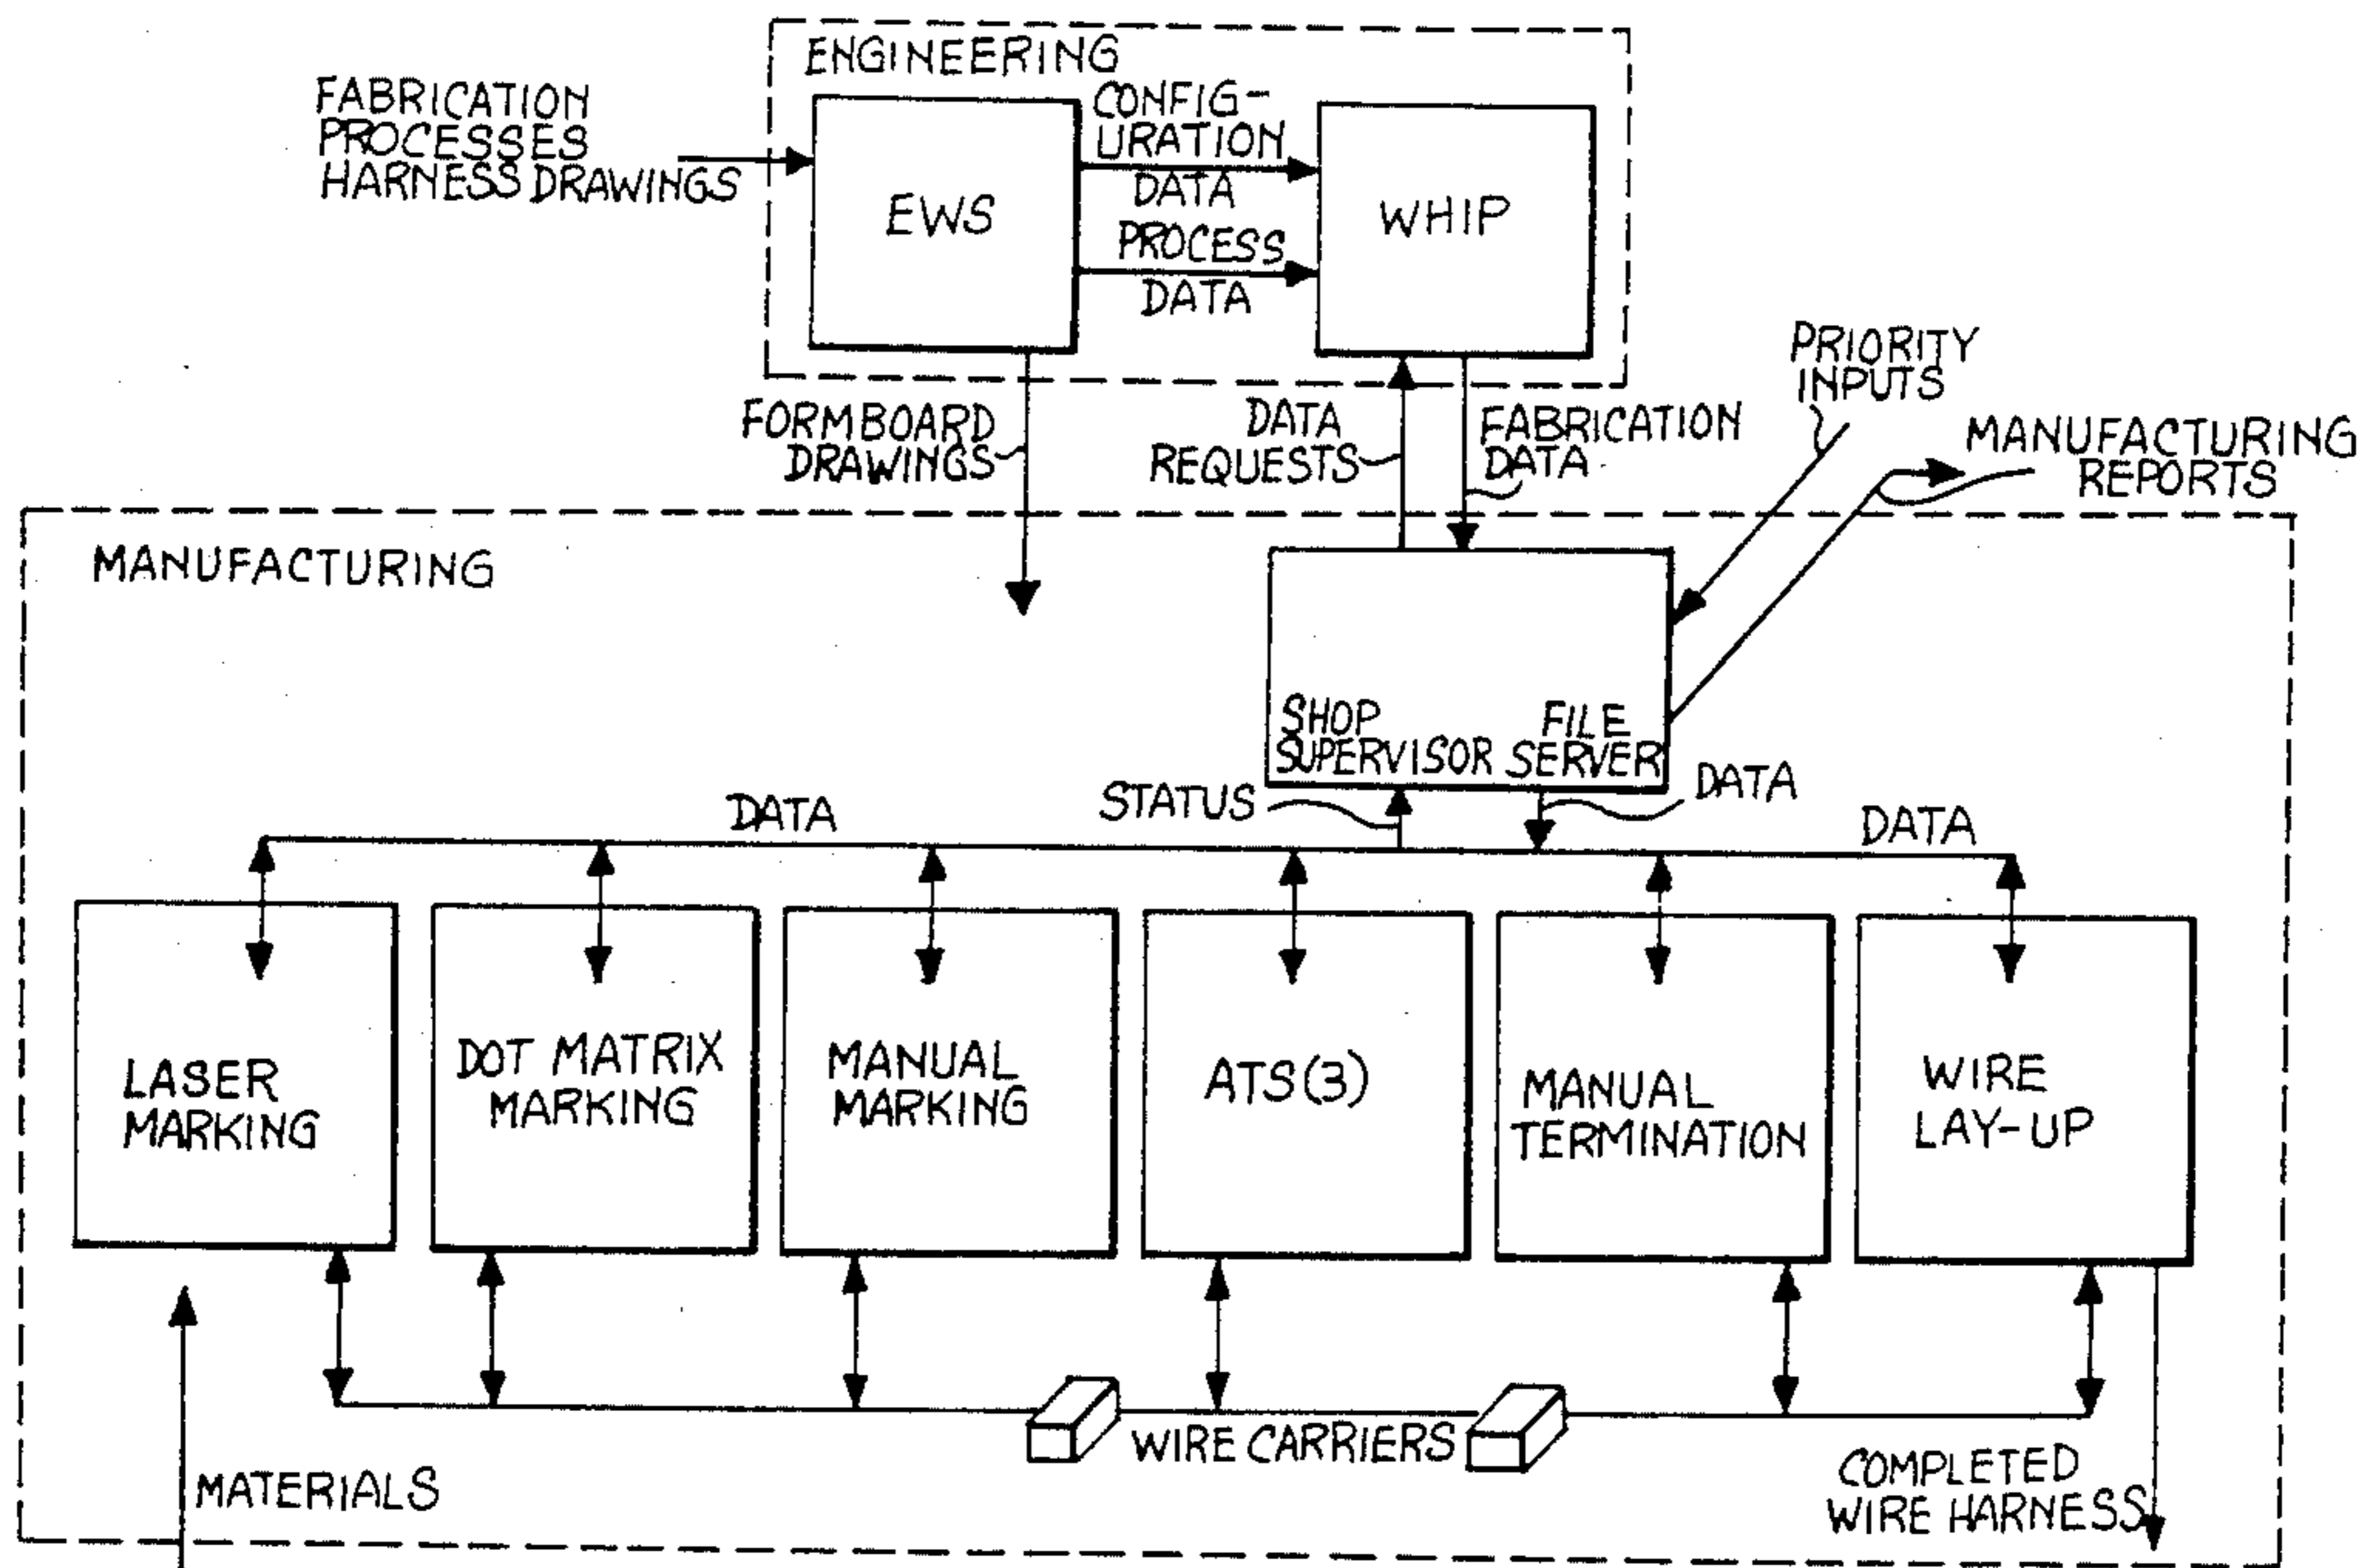 ENGINEERING
FABRICATION
PROCESSES
HARNESS DRAWINGS
CONFIG-
URATION
DATA
PROCESS
DATA
EWS
WHIP
PRIORITY
INPUTS
FORMBOARD
DRAWINGS
DATA
REQUESTS
FABRICATION
DATA
MANUFACTURING
REPORTS
MANUFACTURING
SHOP
SUPERVISOR
FILE
SERVER
STATUS
DATA
DATA
DATA
LASER
MARKING
DOT MATRIX
MARKING
MANUAL
MARKING
ATS(3)
MANUAL
TERMINATION
WIRE
LAY-UP
WIRE CARRIERS
MATERIALS
COMPLETED
WIRE HARNESS